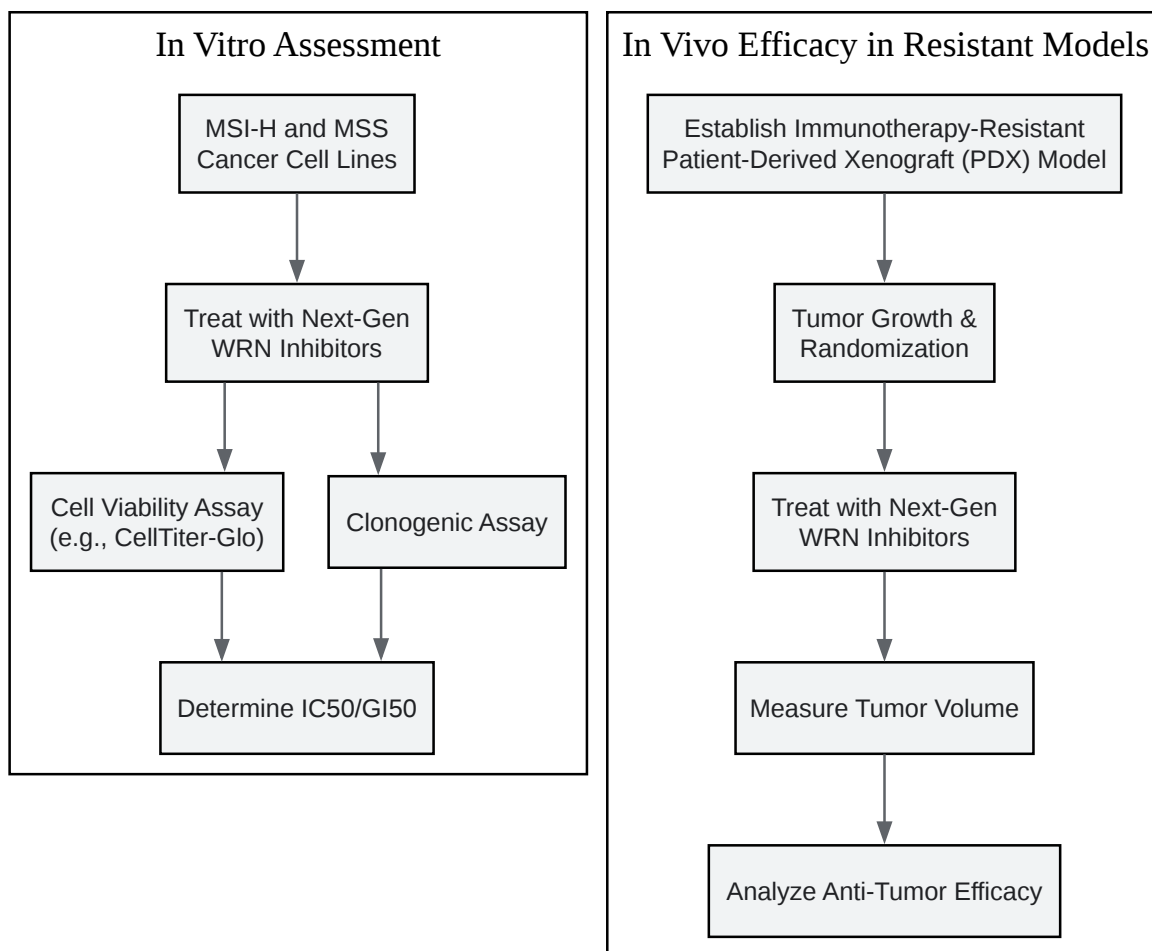 In Vitro Assessment
MSI-H and MSS
Cancer Cell Lines
Treat with Next-Gen
WRN Inhibitors
Cell Viability Assay
(e.g., CellTiter-Glo)
Clonogenic Assay
Determine IC50/GI50
In Vivo Efficacy in Resistant Models
Establish Immunotherapy-Resistant
Patient-Derived Xenograft (PDX) Model
Tumor Growth &
Randomization
Treat with Next-Gen
WRN Inhibitors
Measure Tumor Volume
Analyze Anti-Tumor Efficacy